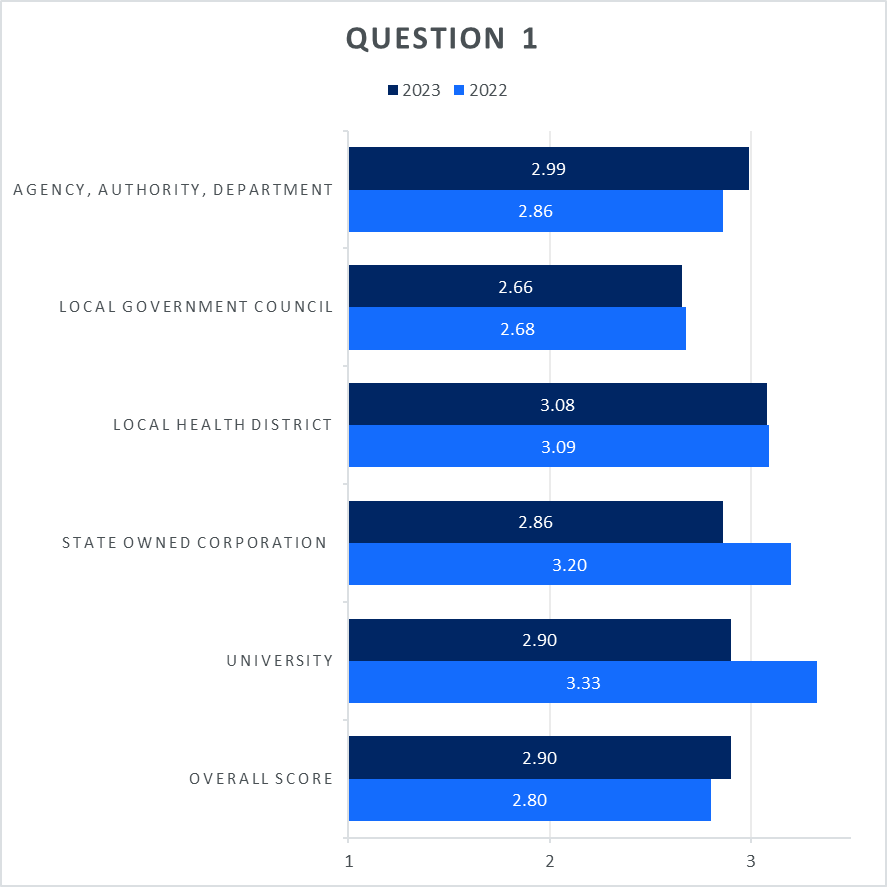 QUESTION 1
2023 2022
AGENCY, AUTHORITY, DEPARTMENT
2.99
2.86
LOCAL GOVERNMENT COUNCIL
2.66
2.68
LOCAL HEALTH DISTRICT
3.08
3.09
STATE OWNED CORPORATION
2.86
3.20
UNIVERSITY
2.90
3.33
OVERALL SCORE
2.90
2.80
1 2 3